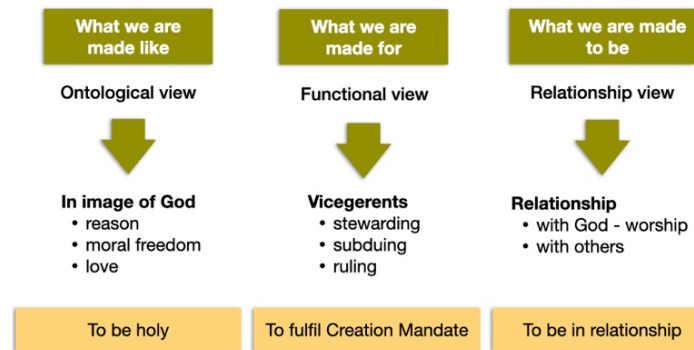 What we are
made like
Ontological view
In image of God
• reason
• moral freedom
• love
To be holy
What we are
made for
Functional view
Vicegerents
• stewarding
• subduing
• ruling
To fulfil Creation Mandate
What we are made
to be
Relationship view
Relationship
• with God - worship
• with others
To be in relationship